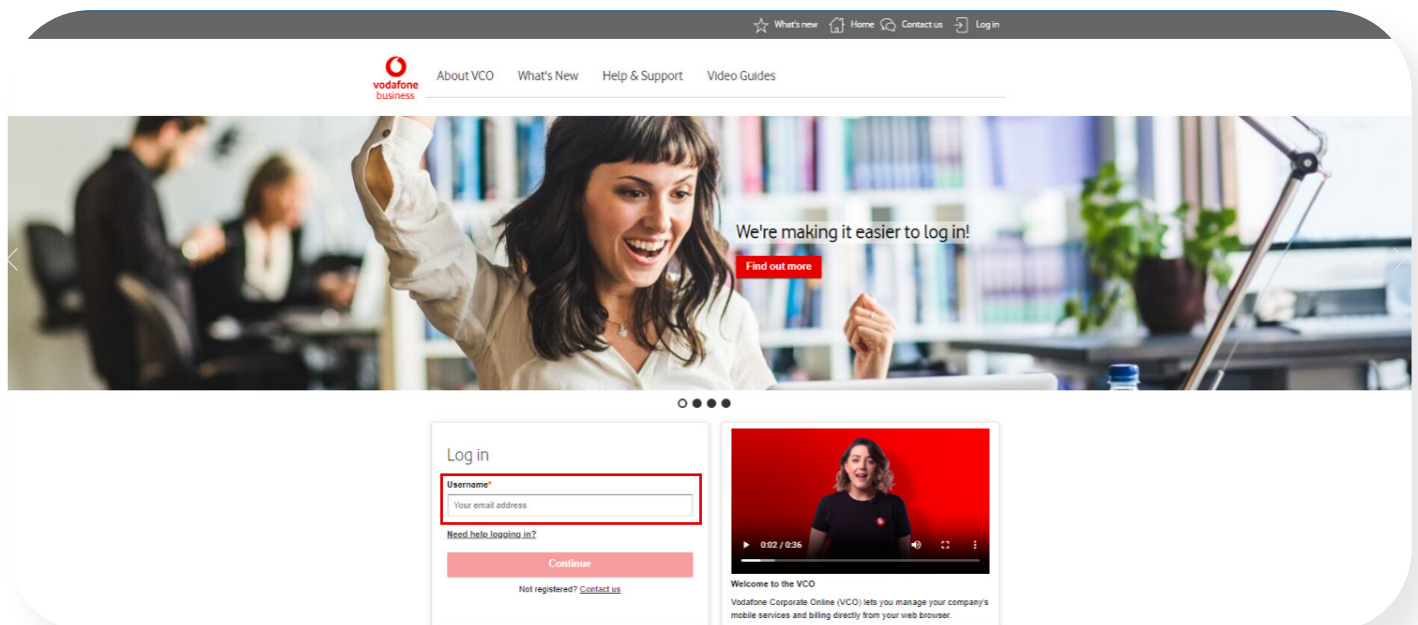 What's new Home Contact us Log in
vodafone
business
About VCO What's New Help & Support Video Guides
We're making it easier to log in!
Find out more
Log in
Username*
Your email address
Need help logging in?
Continue
Not registered? Contact us
0:02 / 0:36
Welcome to the VCO
Vodafone Corporate Online (VCO) lets you manage your company's
mobile services and billing directly from your web browser.